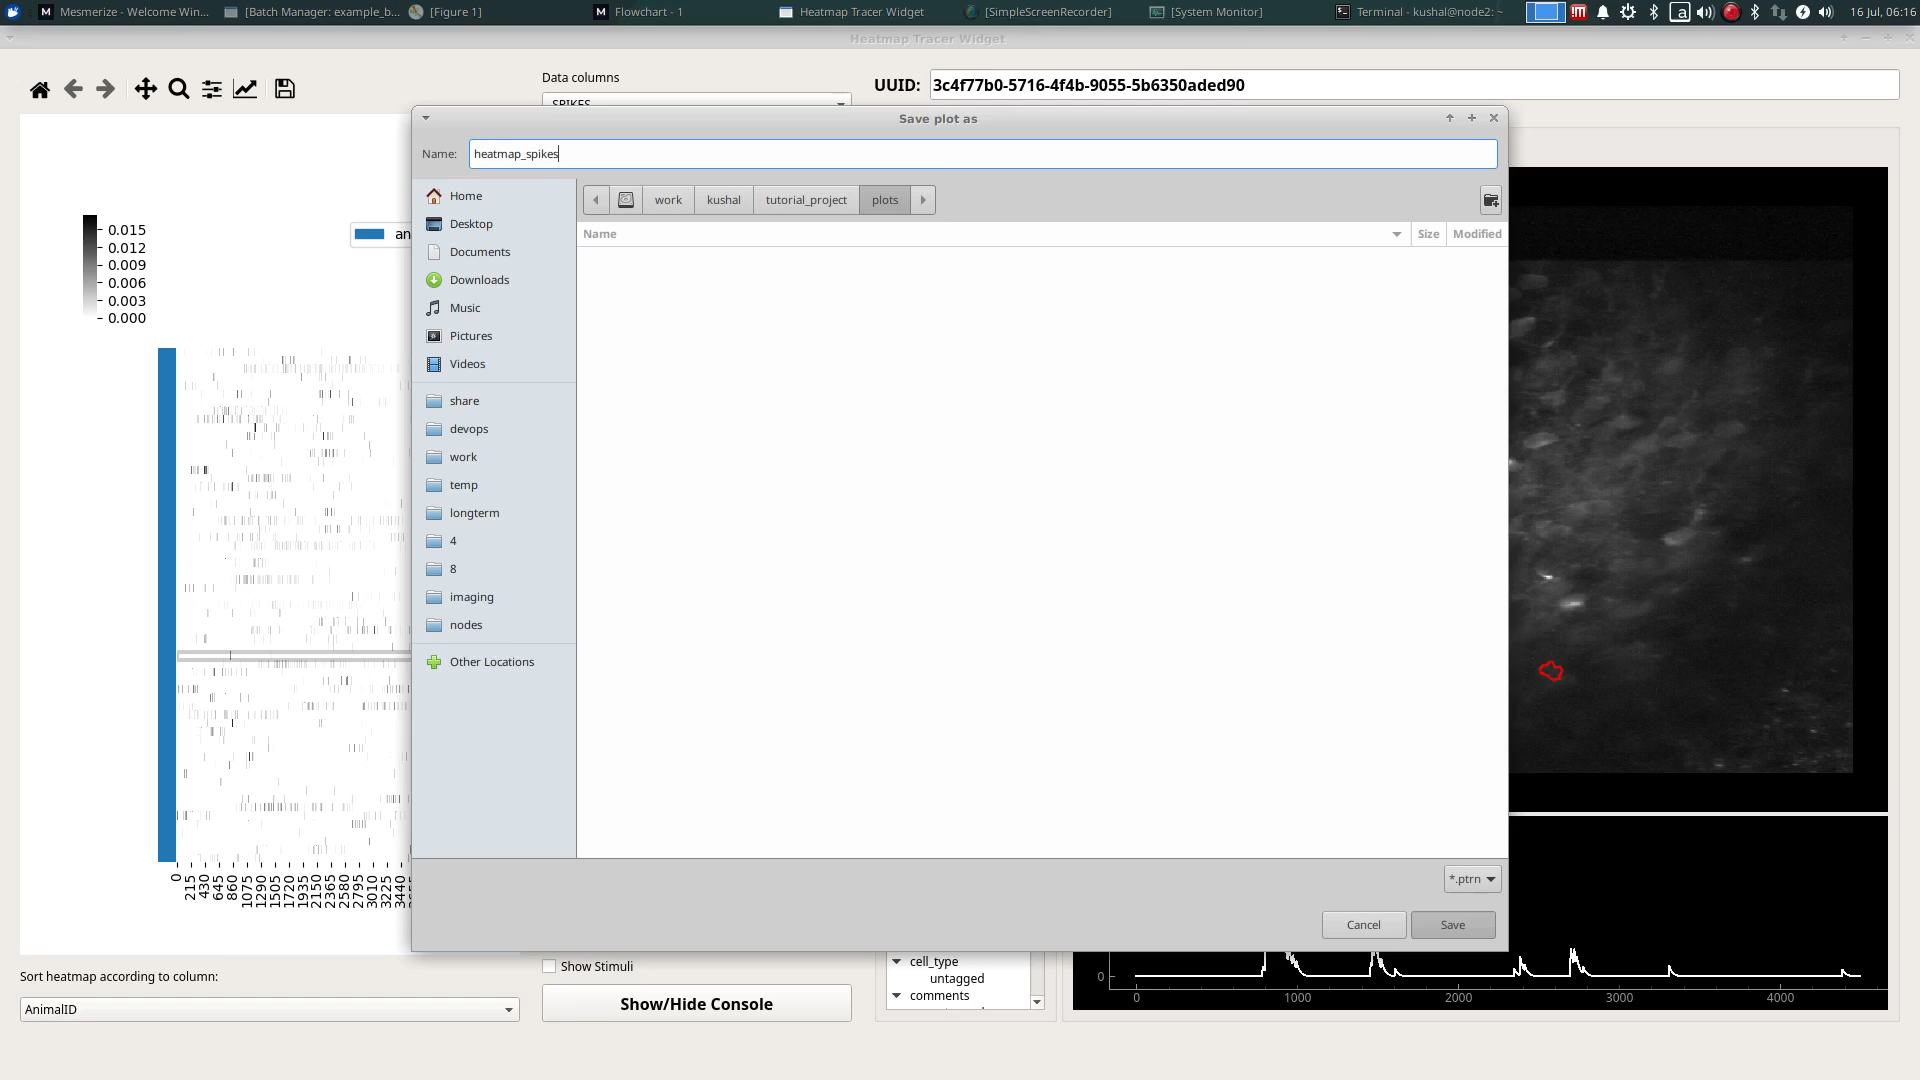 Mesmerize - Welcome Win...
[Batch Manager: example_b...
[Figure 1]
Flowchart - 1
Heatmap Tracer Widget
[SimpleScreenRecorder]
[System Monitor]
Terminal - kushal@node2: ~
16 Jul, 06:16
Heatmap Tracer Widget
Data columns
SPIKES
UUID:
3c4f77b0-5716-4f4b-9055-5b6350aded90
Save plot as
Name:
heatmap_spikes
Home
Desktop
Documents
Downloads
Music
Pictures
Videos
share
devops
work
temp
longterm
4
8
imaging
nodes
Other Locations
work
kushal
tutorial_project
plots
Name
Size
Modified
*.ptrn
Cancel
Save
0.015
0.012
0.009
0.006
0.003
0.000
an
0
215
430
645
860
1075
1290
1505
1720
1935
2150
2365
2580
2795
3010
3225
3440
Sort heatmap according to column:
AnimalID
Show Stimuli
Show/Hide Console
cell_type
untagged
comments
0
0
1000
2000
3000
4000